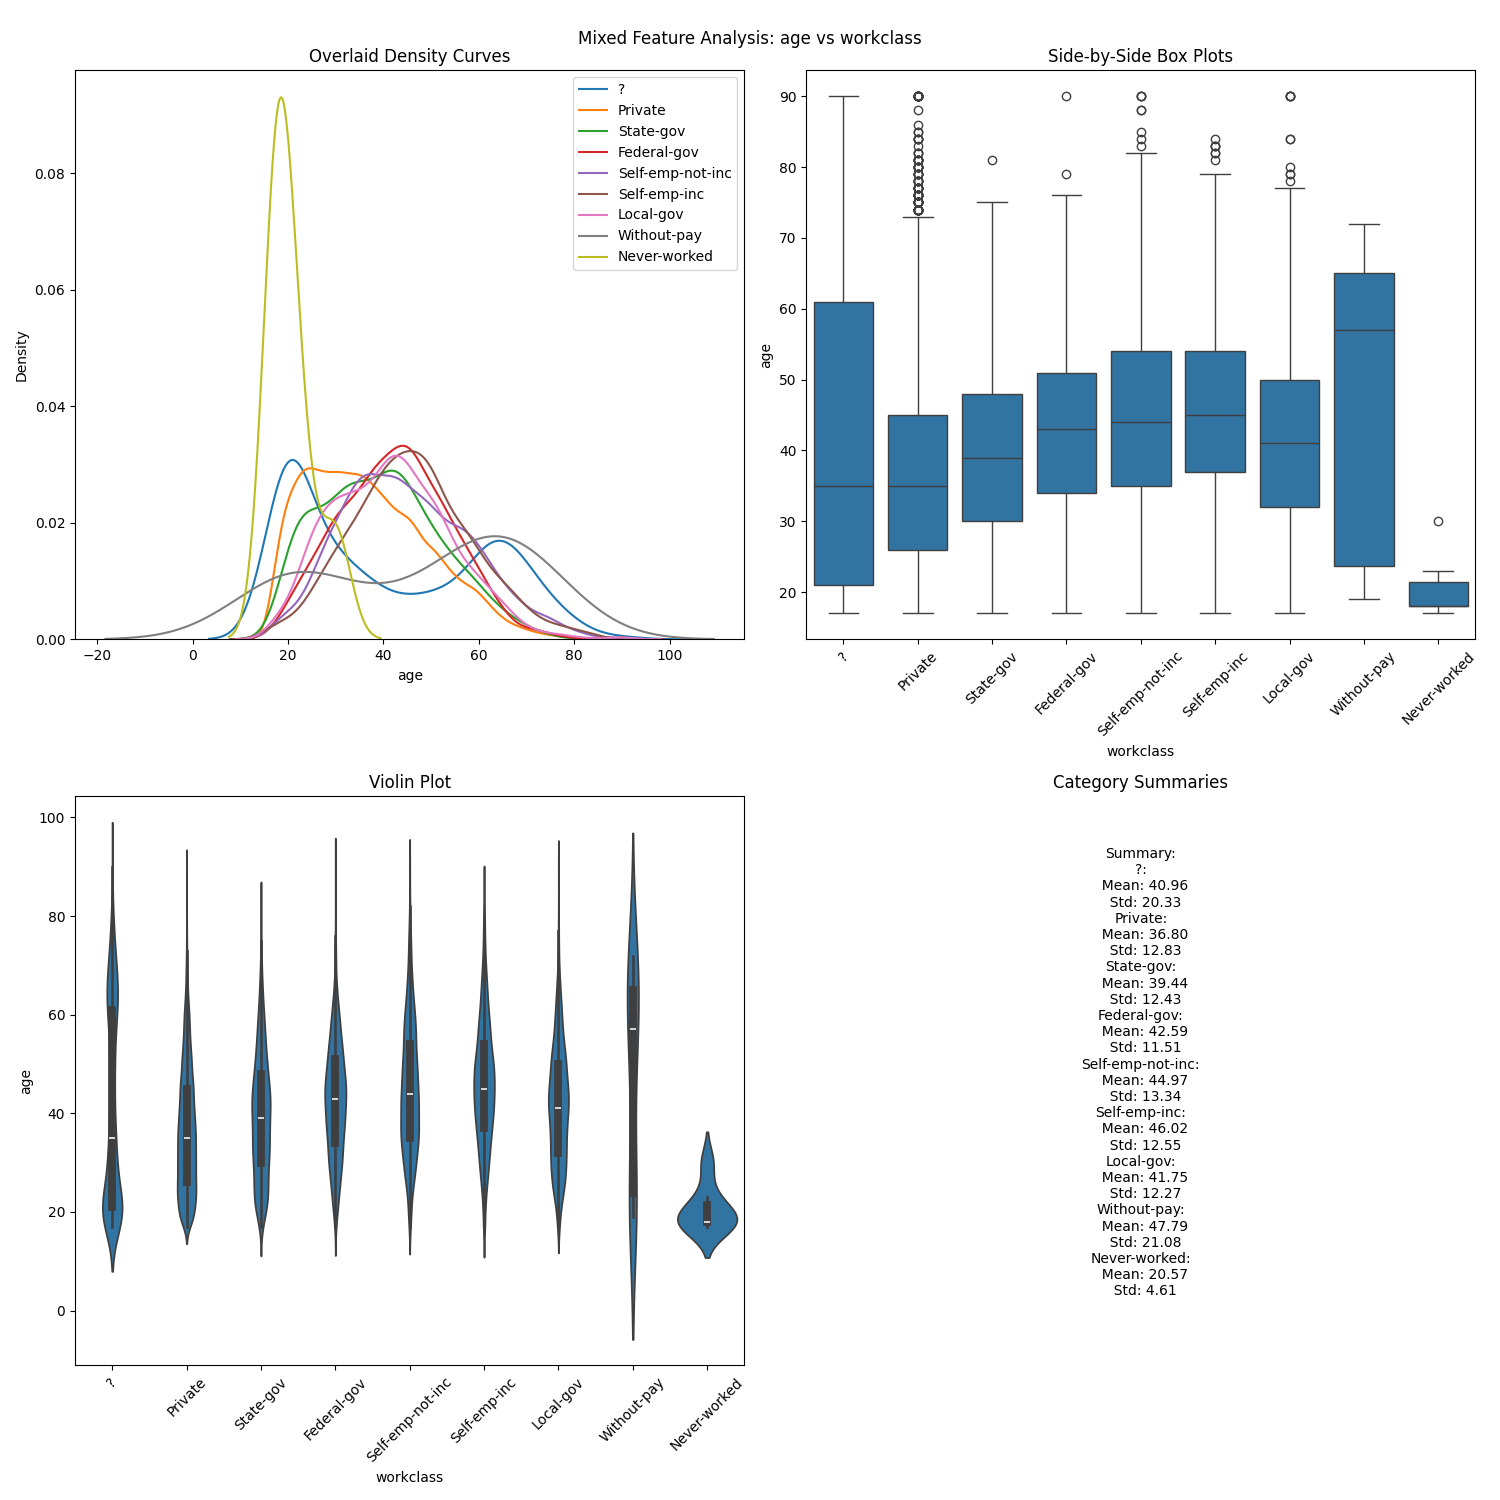 Mixed Feature Analysis: age vs workclass
Overlaid Density Curves
0.08
0.06
0.04
0.02
0.00
Density
−20 0 20 40 60 80 100
age
?
Private
State-gov
Federal-gov
Self-emp-not-inc
Self-emp-inc
Local-gov
Without-pay
Never-worked
Side-by-Side Box Plots
90
80
70
60
50
40
30
20
age
?
Private
State-gov
Federal-gov
Self-emp-not-inc
Self-emp-inc
Local-gov
Without-pay
Never-worked
workclass
Violin Plot
100
80
60
40
20
0
age
?
Private
State-gov
Federal-gov
Self-emp-not-inc
Self-emp-inc
Local-gov
Without-pay
Never-worked
workclass
Category Summaries
Summary:
?:
Mean: 40.96
Std: 20.33
Private:
Mean: 36.80
Std: 12.83
State-gov:
Mean: 39.44
Std: 12.43
Federal-gov:
Mean: 42.59
Std: 11.51
Self-emp-not-inc:
Mean: 44.97
Std: 13.34
Self-emp-inc:
Mean: 46.02
Std: 12.55
Local-gov:
Mean: 41.75
Std: 12.27
Without-pay:
Mean: 47.79
Std: 21.08
Never-worked:
Mean: 20.57
Std: 4.61